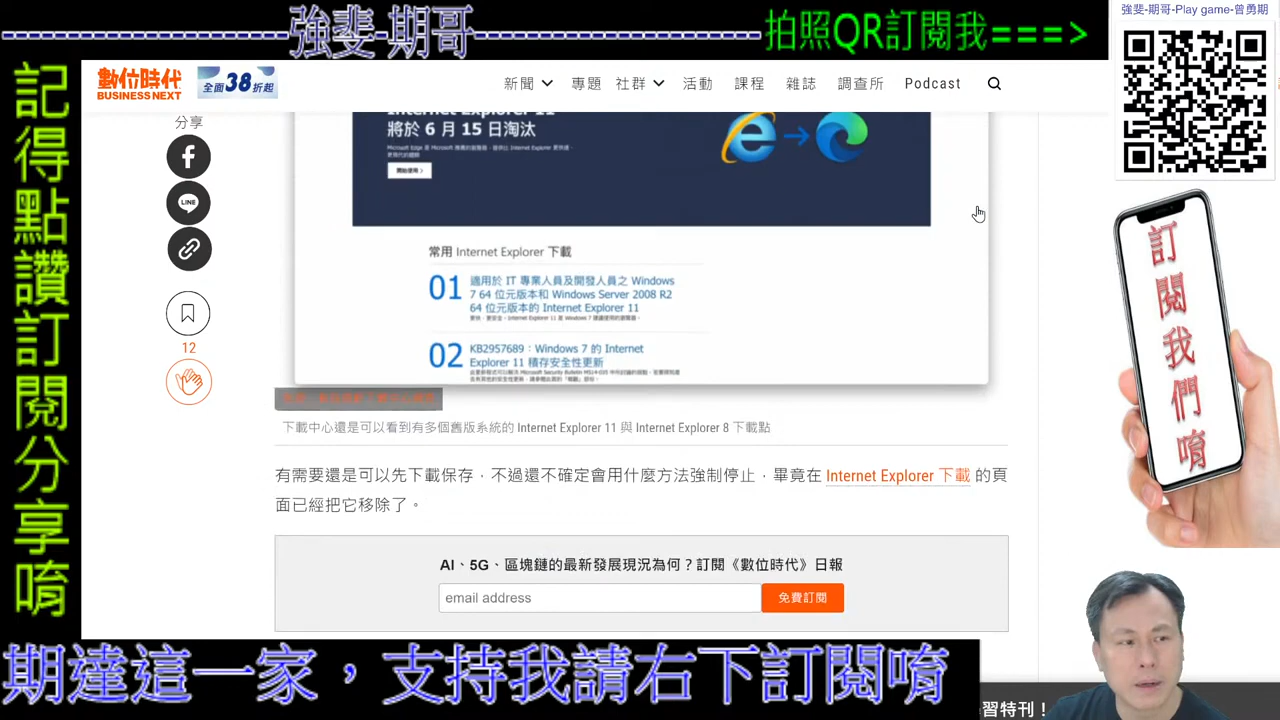 ---------------------強斐-期哥---------------------拍照QR訂閱我===>
強斐-期哥-Play game-曾勇期
記得點讚訂閱分享唷
數位時代
BUSINESS NEXT
全面38折起
新聞 專題 社群 活動 課程 雜誌 調查所 Podcast
分享
LINE
12
Internet Explorer 11
將於 6 月 15 日淘汰
開始使用 >
常用 Internet Explorer 下載
01 適用於 IT 專業人員及開發人員之 Windows
7 64 位元版本和 Windows Server 2008 R2
64 位元版本的 Internet Explorer 11
02 KB2957689：Windows 7 的 Internet
Explorer 11 積存安全性更新
下載中心還是可以看到有多個舊版系統的 Internet Explorer 11 與 Internet Explorer 8 下載點
有需要還是可以先下載保存，不過還不確定會用什麼方法強制停止，畢竟在 Internet Explorer 下載 的頁
面已經把它移除了。
AI、5G、區塊鏈的最新發展現況為何？訂閱《數位時代》日報
email address
免費訂閱
訂閱我們唷
期達這一家，支持我請右下訂閱唷
習特刊！